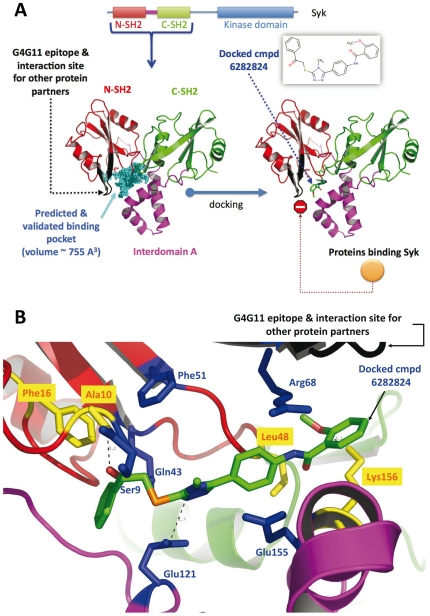 A
N-SH2
C-SH2
Kinase domain
Syk
G4G11 epitope &
interaction site
for other protein
partners
N-SH2
C-SH2
Docked cmpd
6282824
Predicted &
validated binding
pocket
(volume ~ 755 A³)
Interdomain A
docking
Proteins binding Syk
B
G4G11 epitope & interaction site for
other protein partners
Phe16
Ala10
Phe51
Arg68
Docked cmpd
6282824
Leu48
Gln43
Ser9
Lys156
Glu155
Glu121